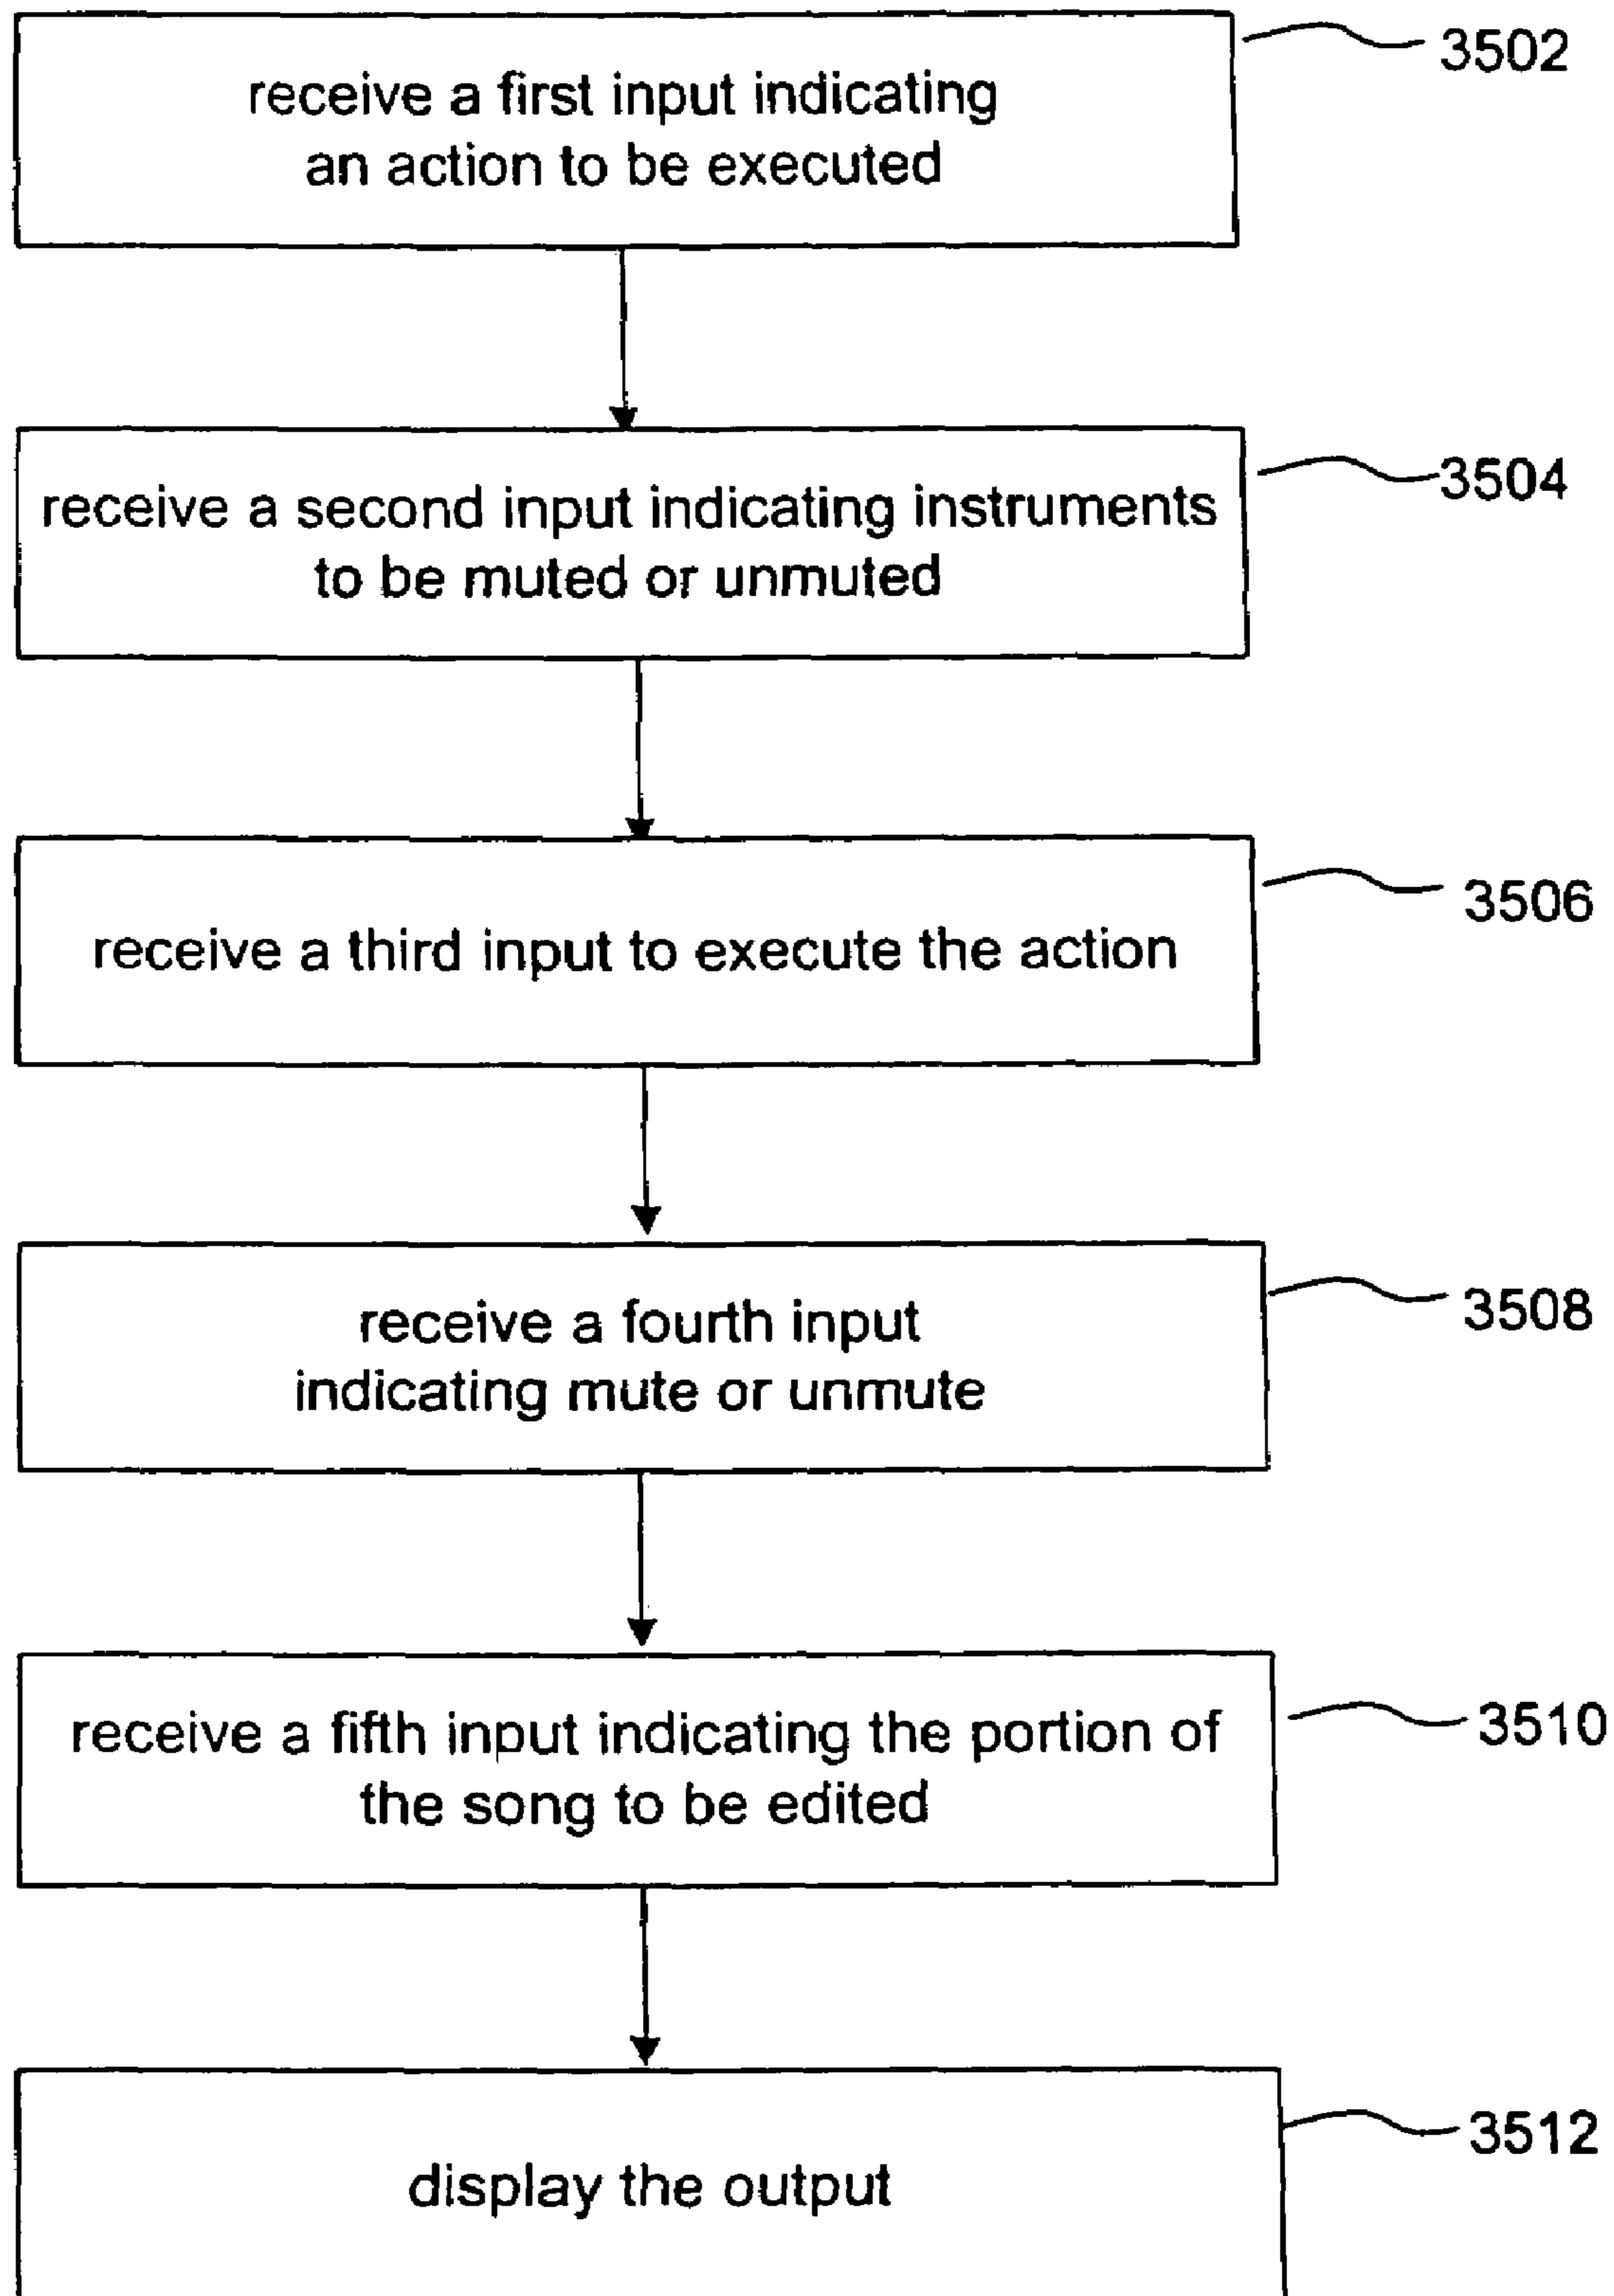 receive a first input indicating
an action to be executed
3502
receive a second input indicating instruments
to be muted or unmuted
3504
receive a third input to execute the action
3506
receive a fourth input
indicating mute or unmute
3508
receive a fifth input indicating the portion of
the song to be edited
3510
display the output
3512